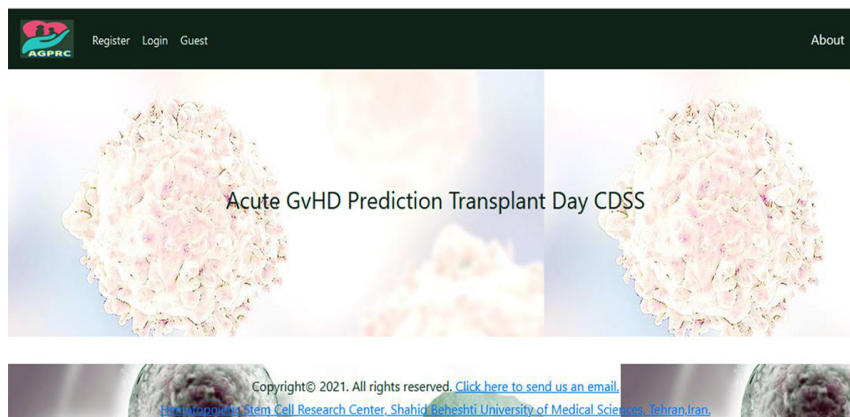 AGPRC
Register Login Guest
About
Acute GvHD Prediction Transplant Day CDSS
Copyright© 2021. All rights reserved. Click here to send us an email.
Hematopoietic Stem Cell Research Center, Shahid Beheshti University of Medical Sciences, Tehran,Iran.